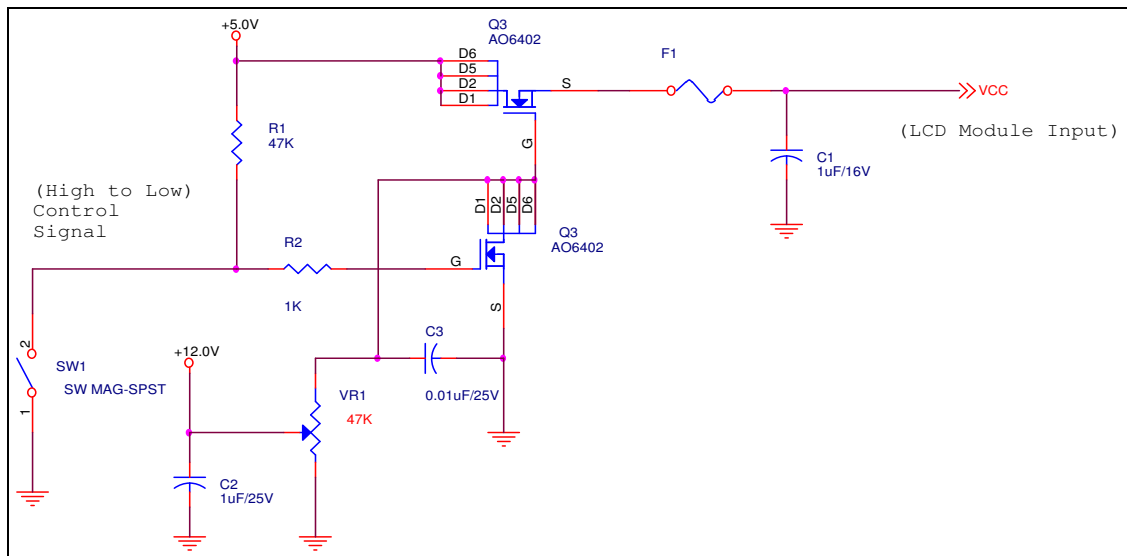 +5.0V
Q3
AO6402
D6
D5
D2
D1
S
G
F1
VCC
(LCD Module Input)
C1
1uF/16V
R1
47K
(High to Low)
Control
Signal
R2
1K
D1
D2
D5
D6
Q3
AO6402
G
S
C3
0.01uF/25V
2
SW1
SW MAG-SPST
1
+12.0V
VR1
47K
C2
1uF/25V